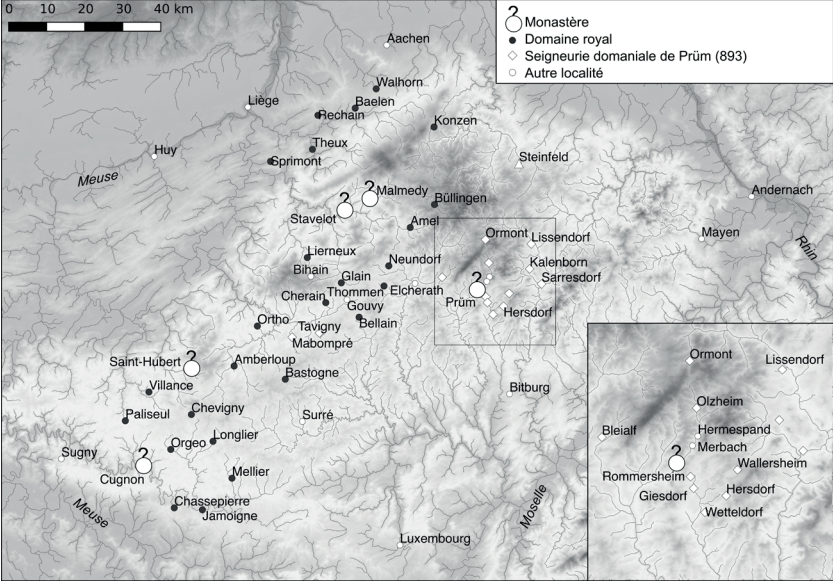 0 10 20 30 40 km
?
Monastère
Domaine royal
Seigneurie domaniale de Prüm (893)
Autre localité
Aachen
Walhorn
Liège
Baelen
Rechain
Konzen
Huy
Theux
Sprimont
Steinfeld
Meuse
?
Malmedy
Andernach
?
Stavelot
Büllingen
Amel
Mayen
Ormont
Lissendorf
Rhin
Lierneux
Bihain
Neundorf
Kalenborn
Glain
?
Sarresdorf
Cherain
Thommen
Elcherath
Prüm
Gouvy
Hersdorf
Ortho
Tavigny
Bellain
Mabompré
?
Saint-Hubert
Amberloup
Bastogne
Villance
Bitburg
Paliseul
Chevigny
Surré
Orgeo
Longlier
Sugny
?
Cugnon
Mellier
Meuse
Chassepierre
Jamoigne
Moselle
Luxembourg
Ormont
Lissendorf
Olzheim
Bleialf
Hermespand
Merbach
?
Wallersheim
Rommersheim
Giesdorf
Hersdorf
Wetteldorf